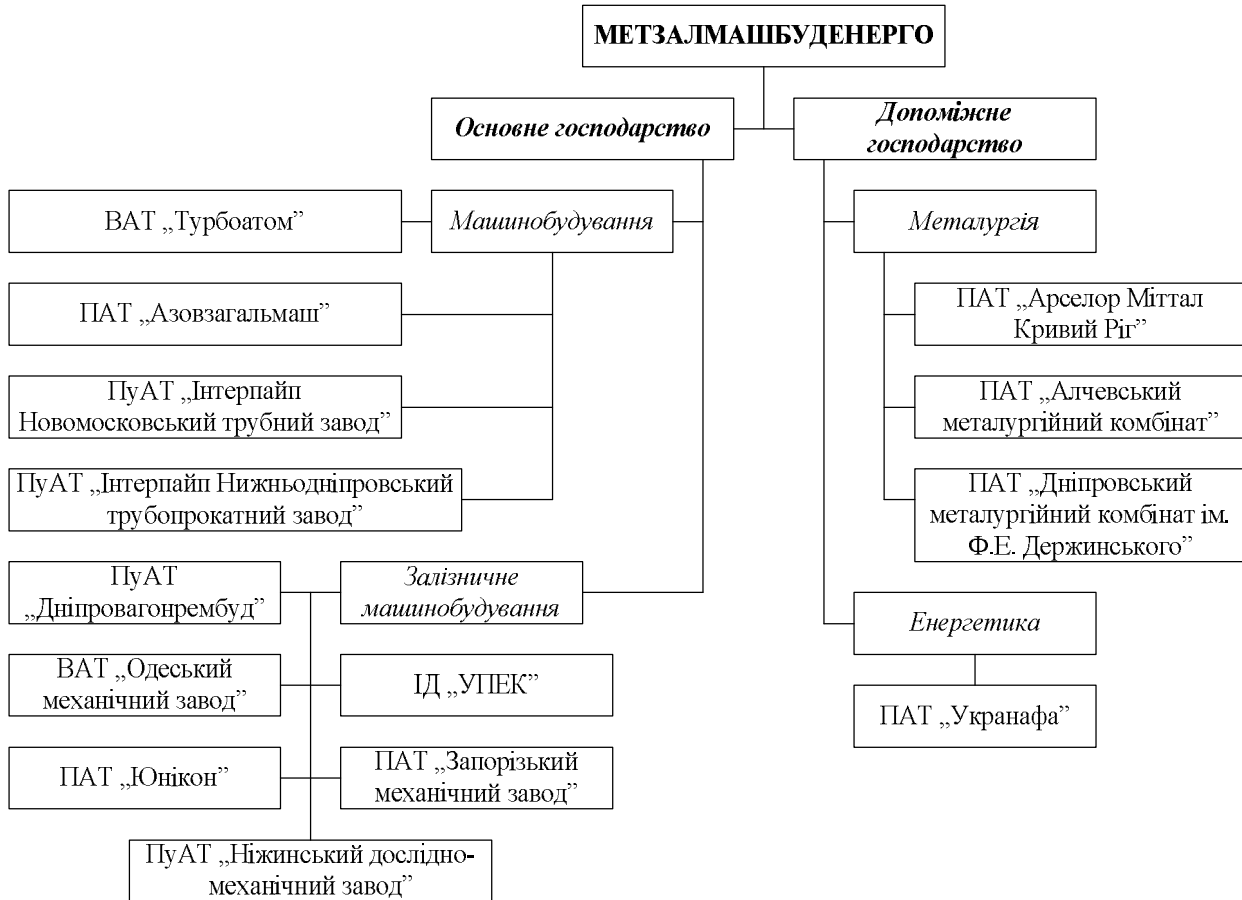 МЕТЗАЛМАШБУДЕНЕРГО
Основне господарство
Допоміжне
господарство
ВАТ „Турбоатом”
Машинобудування
Металургія
ПАТ „Азовзагальмаш”
ПАТ „Арселор Міттал
Кривий Ріг”
ПуАТ „Інтерпайп
Новомосковський трубний завод”
ПАТ „Алчевський
металургійний комбінат”
ПуАТ „Інтерпайп Нижньодніпровський
трубопрокатний завод”
ПАТ „Дніпровський
металургійний комбінат ім.
Ф.Е. Держинського”
ПуАТ
„Дніпровагонрембуд”
Залізничне
машинобудування
Енергетика
ВАТ „Одеський
механічний завод”
ІД „УПЕК”
ПАТ „Укранафа”
ПАТ „Юнікон”
ПАТ „Запорізький
механічний завод”
ПуАТ „Ніжинський дослідно-
механічний завод”